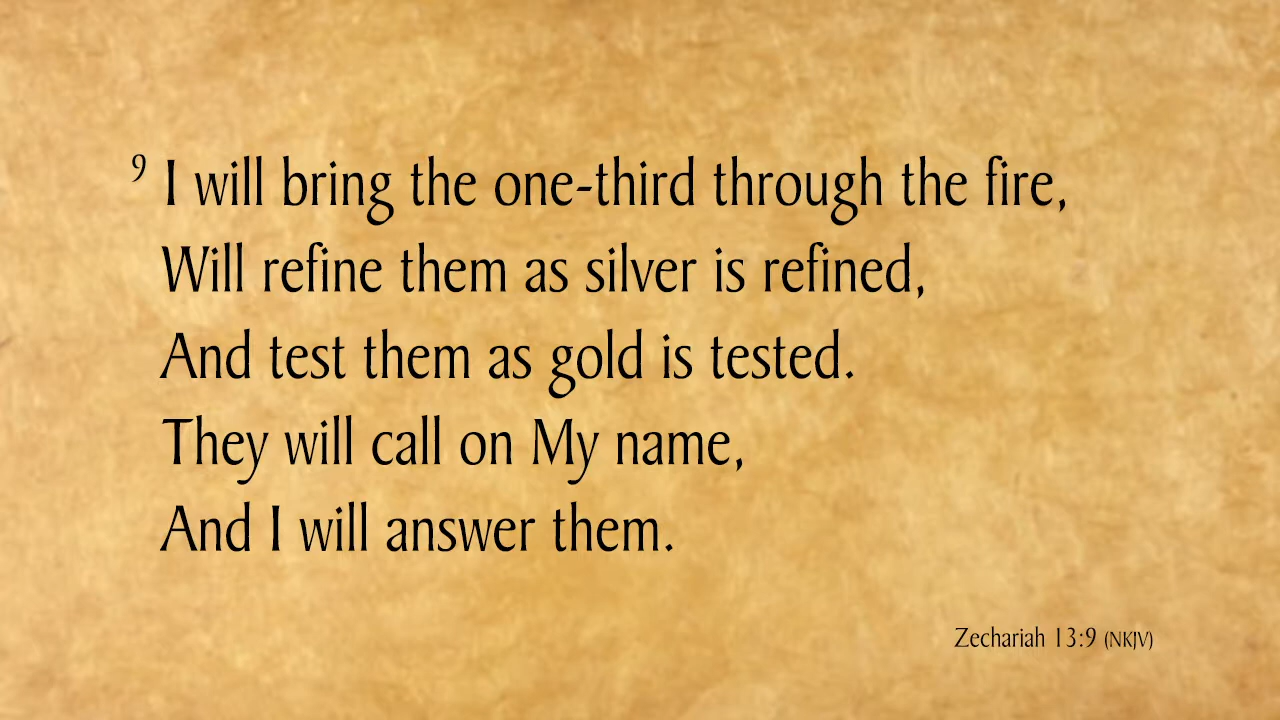 9 I will bring the one-third through the fire,
Will refine them as silver is refined,
And test them as gold is tested.
They will call on My name,
And I will answer them.
Zechariah 13:9 (NKJV)